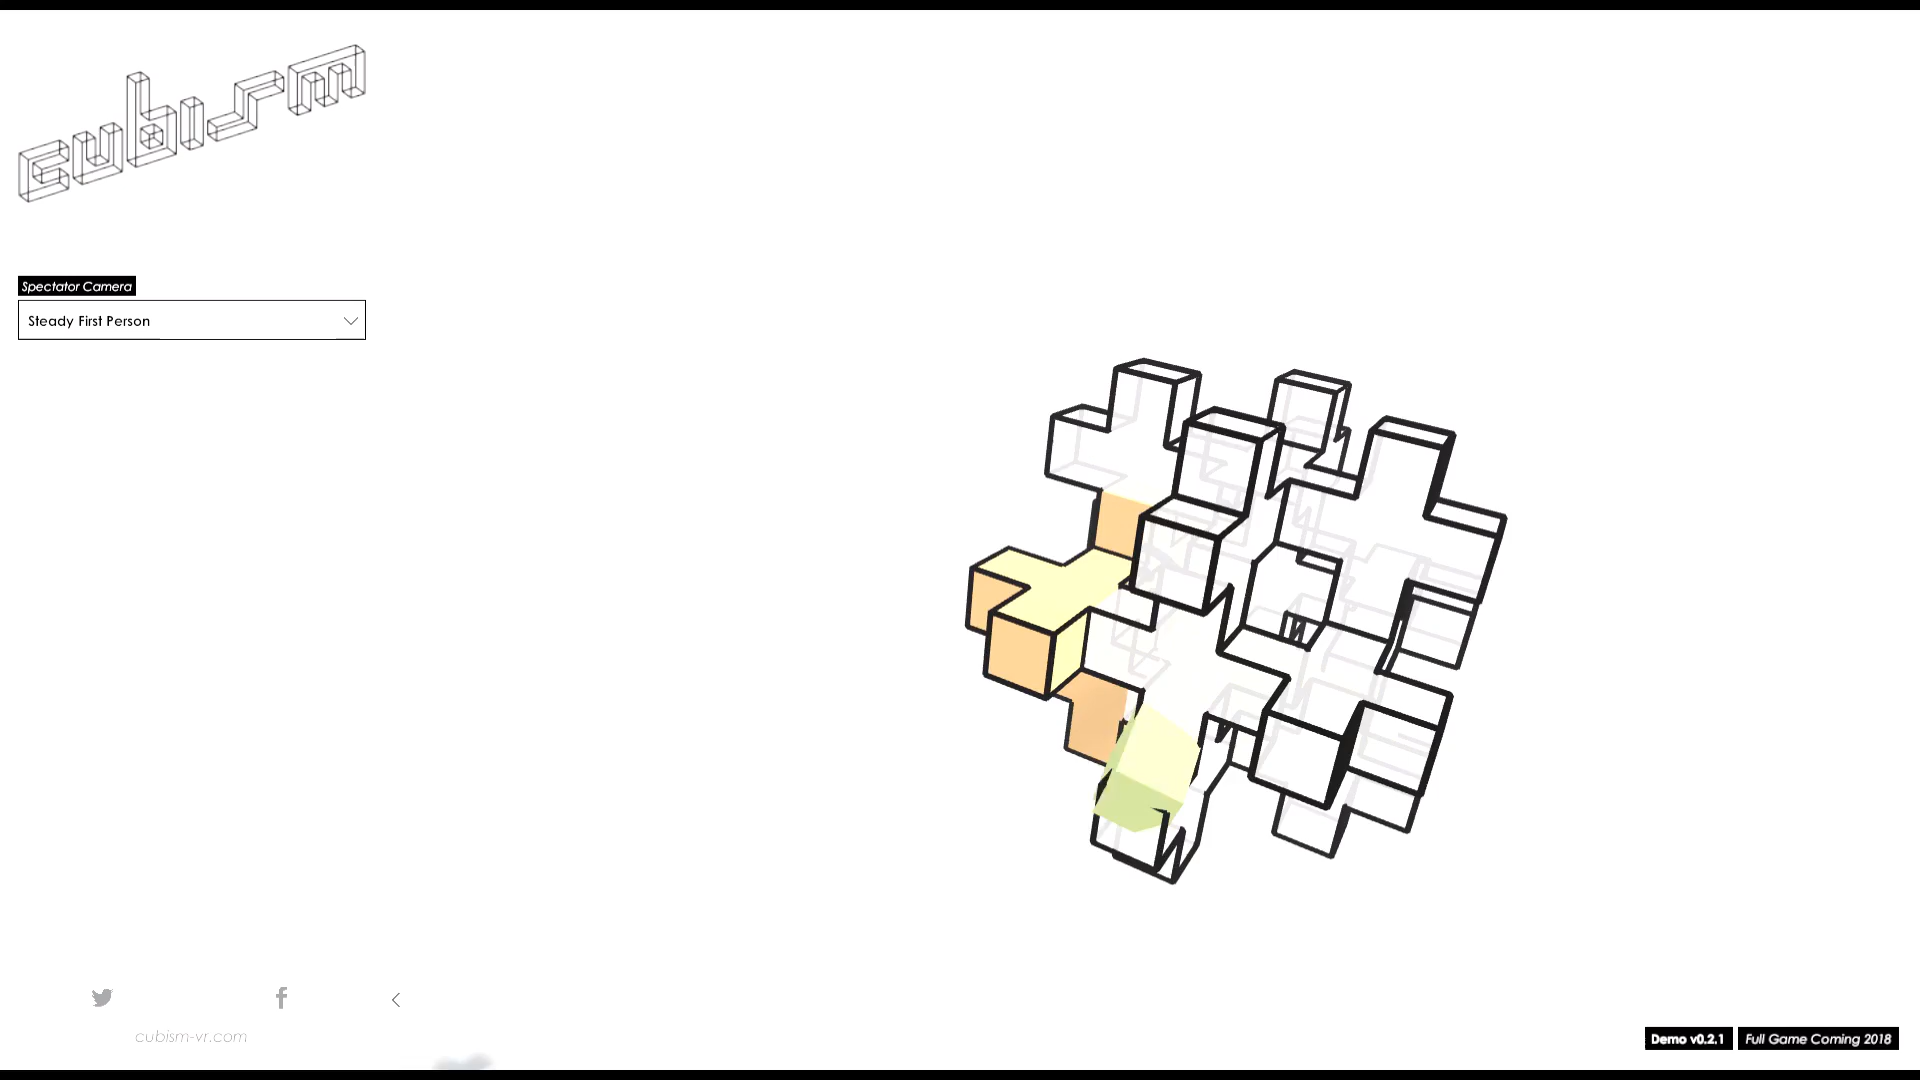 cubism
Spectator Camera
Steady First Person
cubism-vr.com
Demo v0.2.1
Full Game Coming 2018